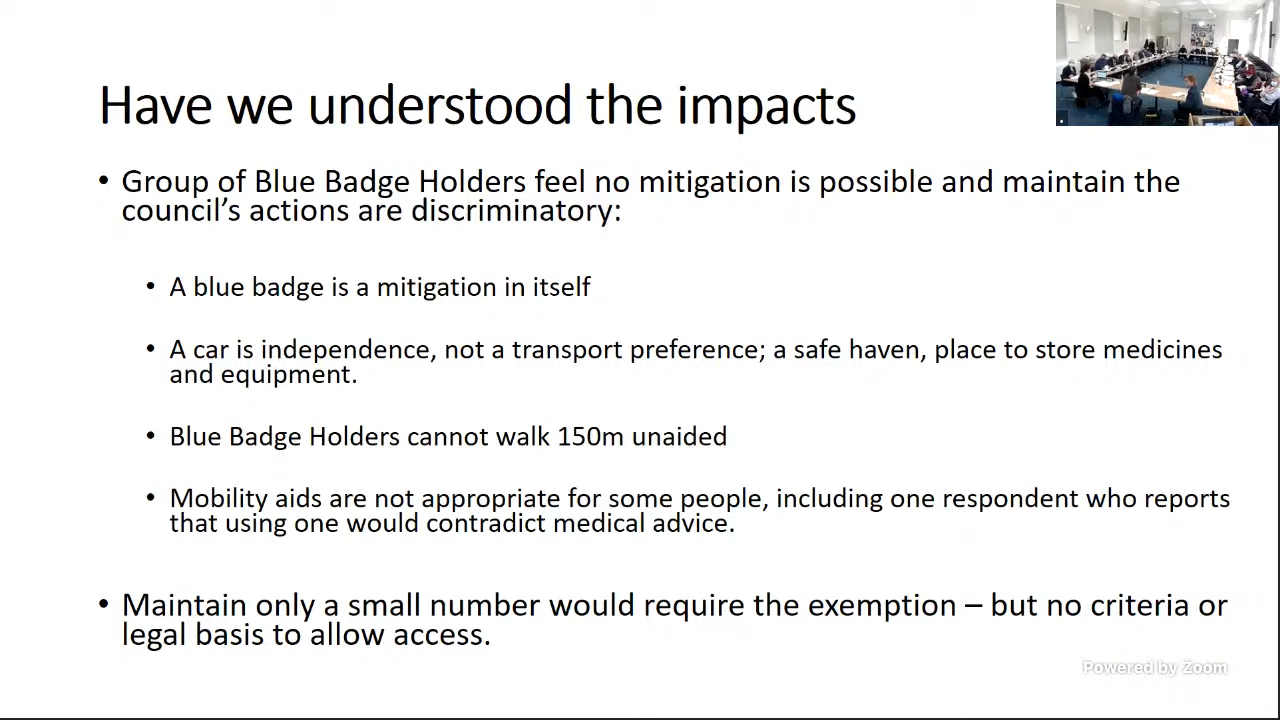 Have we understood the impacts
• Group of Blue Badge Holders feel no mitigation is possible and maintain the
council’s actions are discriminatory:
• A blue badge is a mitigation in itself
• A car is independence, not a transport preference; a safe haven, place to store medicines
and equipment.
• Blue Badge Holders cannot walk 150m unaided
• Mobility aids are not appropriate for some people, including one respondent who reports
that using one would contradict medical advice.
• Maintain only a small number would require the exemption – but no criteria or
legal basis to allow access.
Powered by Zoom